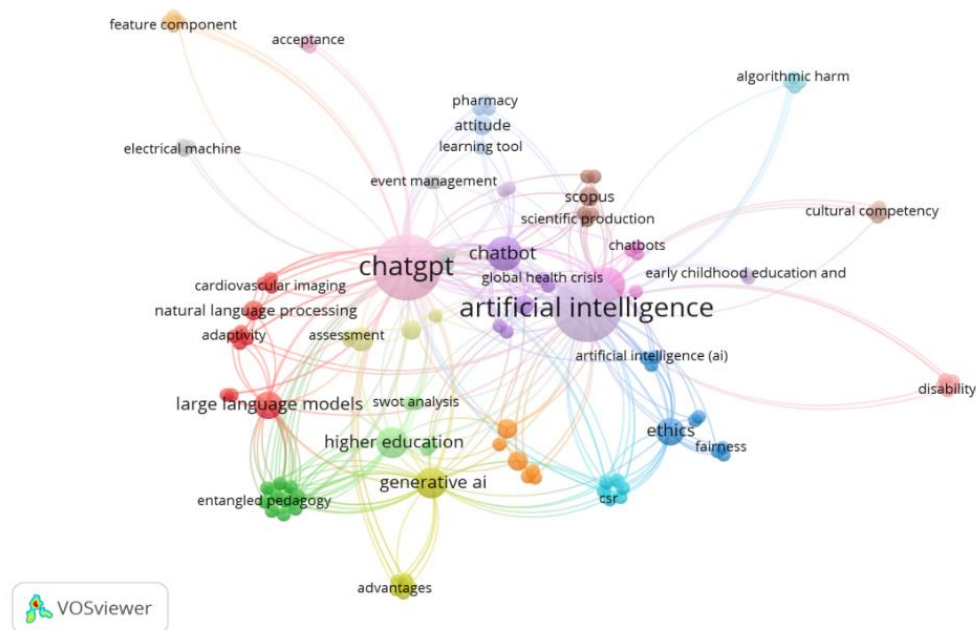 feature component
acceptance
algorithmic harm
pharmacy
attitude
learning tool
electrical machine
event management
scopus
scientific production
cultural competency
chatbot
chatbots
chatgpt
global health crisis
early childhood education and
cardiovascular imaging
artificial intelligence
natural language processing
adaptivity
assessment
artificial intelligence (ai)
disability
large language models
swot analysis
higher education
ethics
fairness
generative ai
entangled pedagogy
csr
advantages
VOSviewer